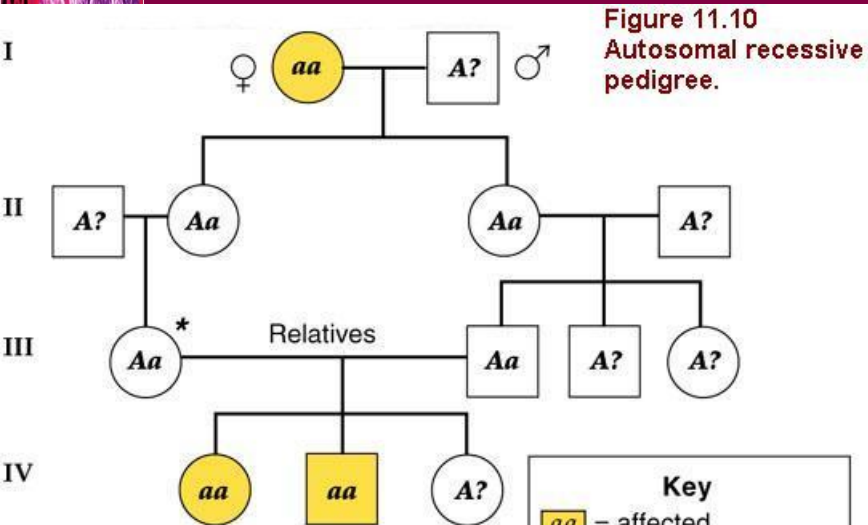 Figure 11.10
Autosomal recessive
pedigree.
I
♀ aa A? ♂
II
A? Aa Aa A?
III
Aa * Relatives Aa A? A?
IV
aa aa A?
Key
aa = affected